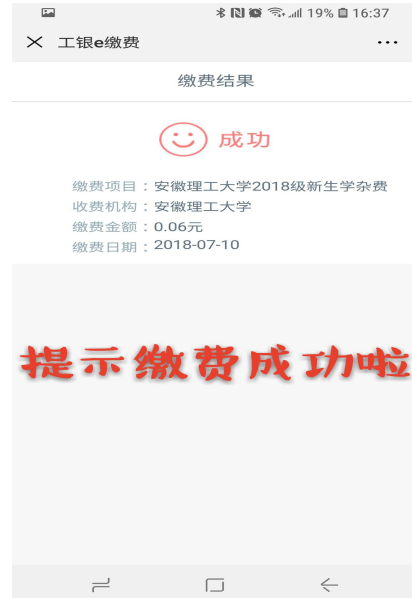 19% 16:37
工银e缴费
缴费结果
成功
缴费项目：安徽理工大学2018级新生学杂费
收费机构：安徽理工大学
缴费金额：0.06元
缴费日期：2018-07-10
提示缴费成功啦